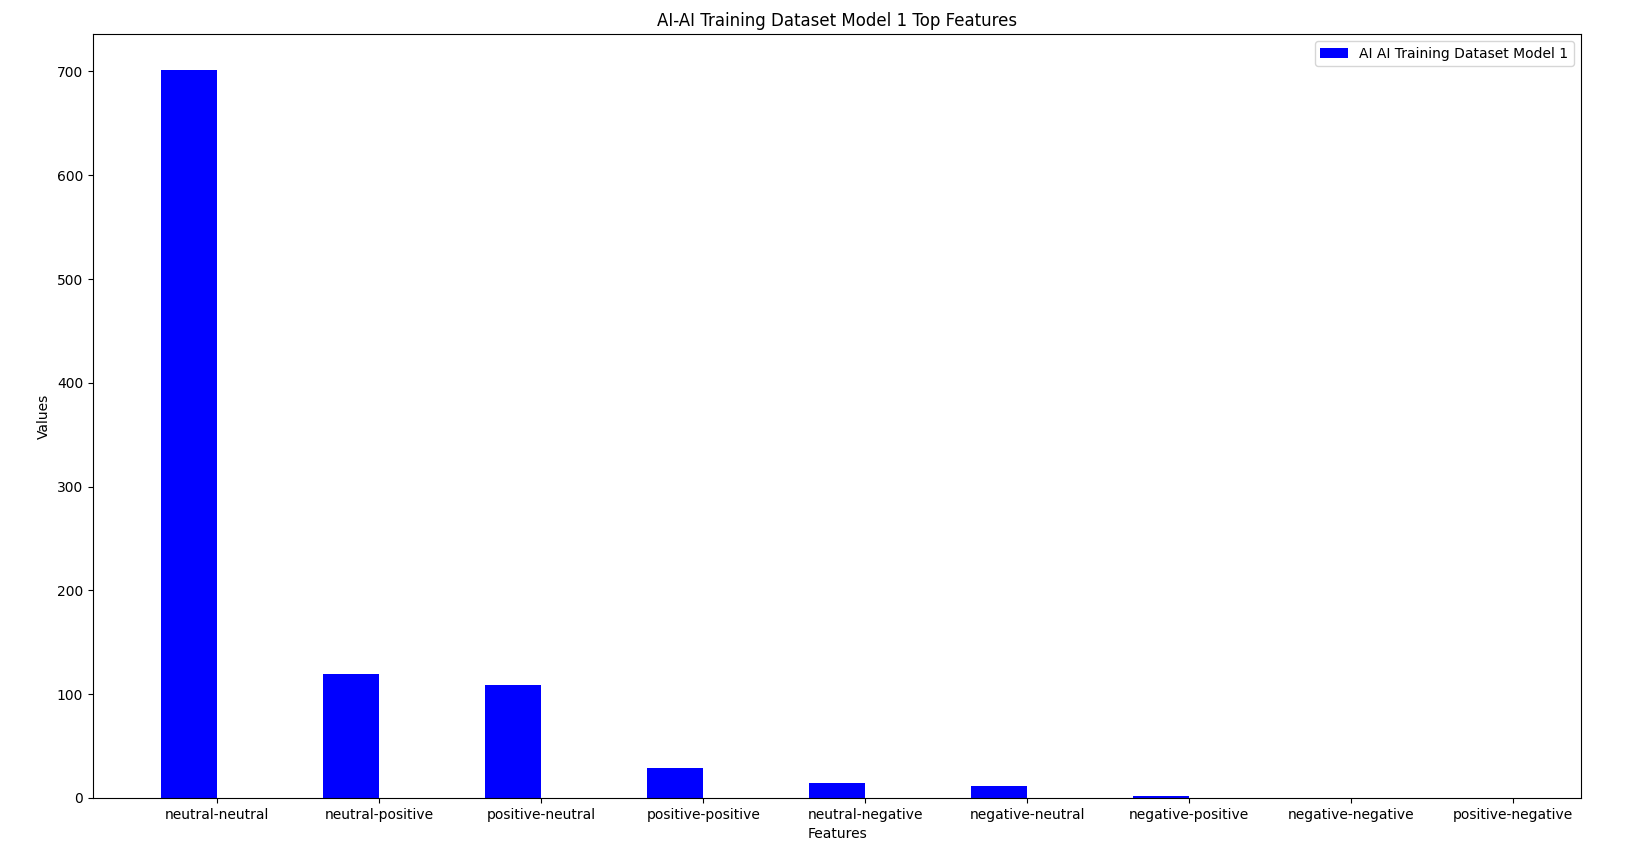 AI-AI Training Dataset Model 1 Top Features
AI AI Training Dataset Model 1
700
600
500
400
300
200
100
0
Values
neutral-neutral neutral-positive positive-neutral positive-positive neutral-negative negative-neutral negative-positive negative-negative positive-negative
Features